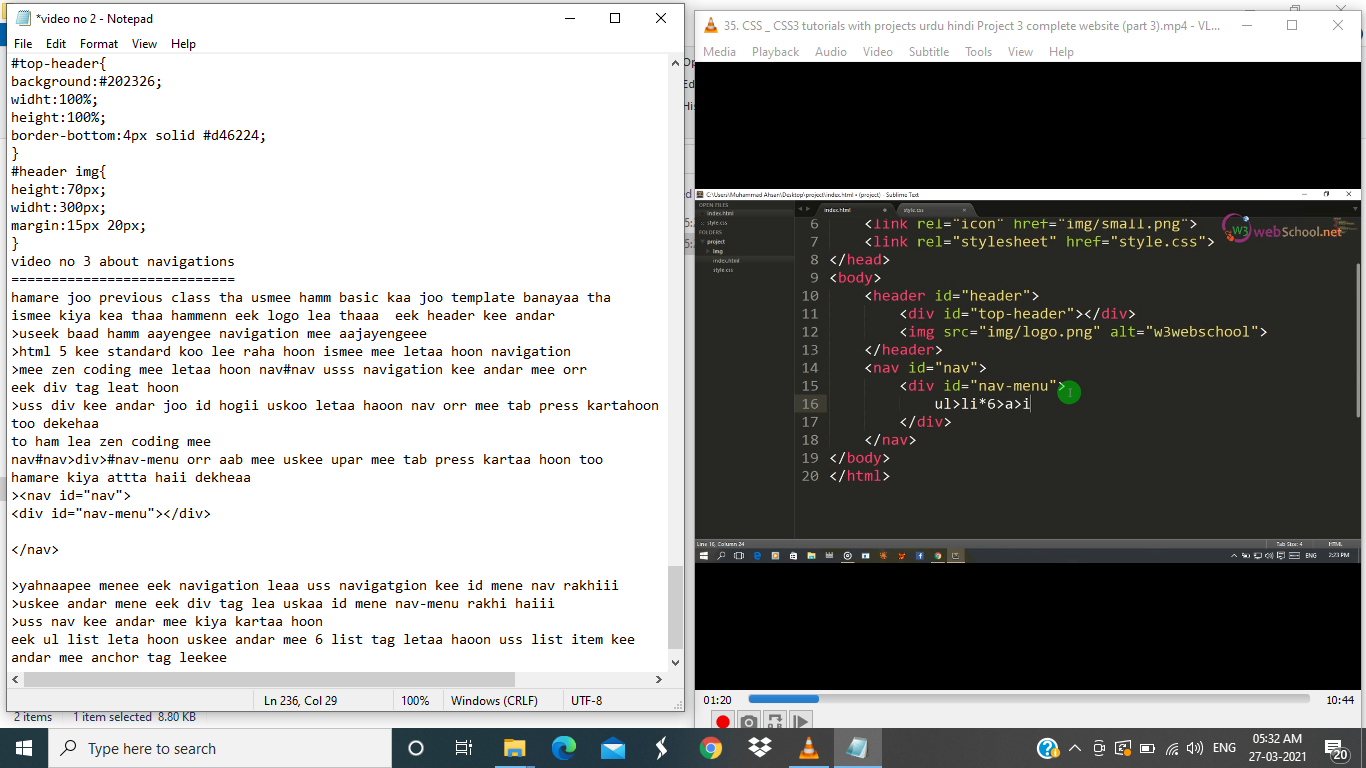 *video no 2 - Notepad
File Edit Format View Help
#top-header{
background:#202326;
widht:100%;
height:100%;
border-bottom:4px solid #d46224;
}
#header img{
height:70px;
widht:300px;
margin:15px 20px;
}
video no 3 about navigations
============================
hamare joo previous class tha usmee hamm basic kaa joo template banayaa tha
ismee kiya kea thaa hammenn eek logo lea thaaa  eek header kee andar
>useek baad hamm aayengee navigation mee aajayengeee
>html 5 kee standard koo lee raha hoon ismee mee letaa hoon navigation
>mee zen coding mee letaa hoon nav#nav usss navigation kee andar mee orr
eek div tag leat hoon
>uss div kee andar joo id hogii uskoo letaa haoon nav orr mee tab press kartahoon
too dekehaa
to ham lea zen coding mee
nav#nav>div>#nav-menu orr aab mee uskee upar mee tab press kartaa hoon too
hamare kiya attta haii dekheaa
><nav id="nav">
<div id="nav-menu"></div>
</nav>
>yahnaapee menee eek navigation leaa uss navigatgion kee id mene nav rakhiii
>uskee andar mene eek div tag lea uskaa id mene nav-menu rakhi haiii
>uss nav kee andar mee kiya kartaa hoon
eek ul list leta hoon uskee andar mee 6 list tag letaa haoon uss list item kee
andar mee anchor tag leekee
Ln 236, Col 29 100% Windows (CRLF) UTF-8
2 items 1 item selected 8.80 KB
35. CSS _ CSS3 tutorials with projects urdu hindi Project 3 complete website (part 3).mp4 - VL...
Media Playback Audio Video Subtitle Tools View Help
C:\Users\Muhammad Ahsan\Desktop\project\index.html • (project) - Sublime Text
OPEN FILES
index.html
style.css
FOLDERS
project
img
index.html
style.css
index.html style.css
W3 webSchool.net
6 <link rel="icon" href="img/small.png">
7 <link rel="stylesheet" href="style.css">
8 </head>
9 <body>
10 <header id="header">
11 <div id="top-header"></div>
12 <img src="img/logo.png" alt="w3webschool">
13 </header>
14 <nav id="nav">
15 <div id="nav-menu">
16 ul>li*6>a>i
17 </div>
18 </nav>
19 </body>
20 </html>
Line 16, Column 24 Tab Size: 4 HTML
ENG 2:23 PM
01:20 10:44
Type here to search
ENG 05:32 AM
27-03-2021
20